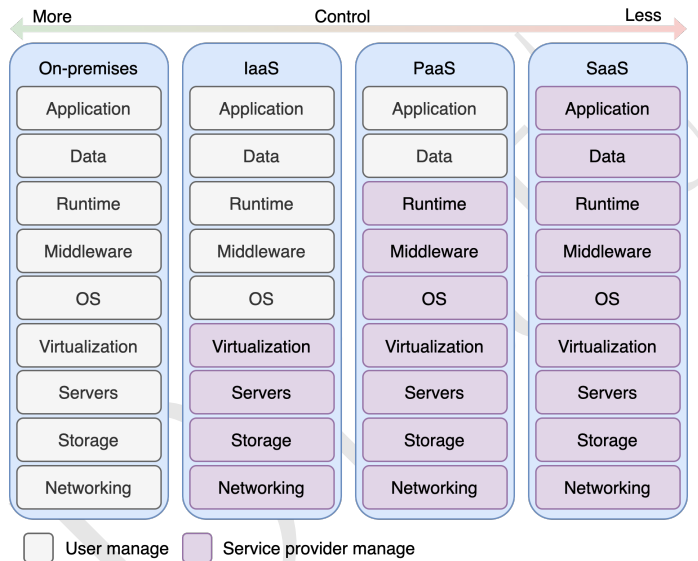 More Control Less
On-premises IaaS PaaS SaaS
Application Application Application Application
Data Data Data Data
Runtime Runtime Runtime Runtime
Middleware Middleware Middleware Middleware
OS OS OS OS
Virtualization Virtualization Virtualization Virtualization
Servers Servers Servers Servers
Storage Storage Storage Storage
Networking Networking Networking Networking
User manage Service provider manage